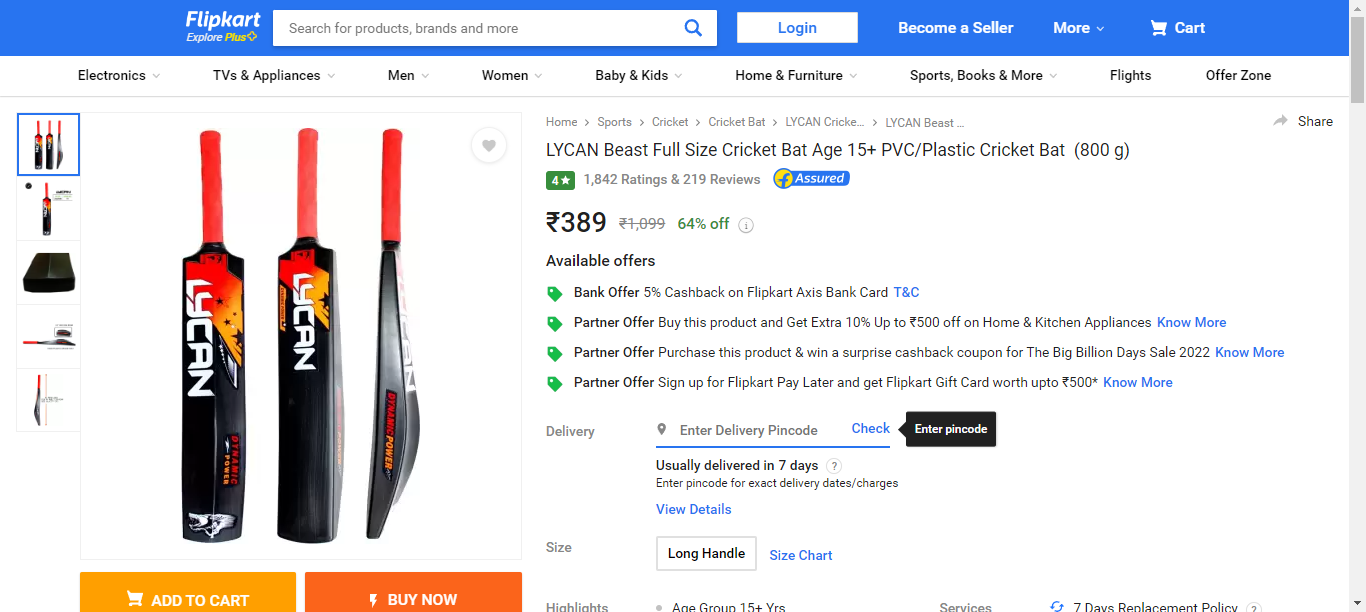 Flipkart
Explore Plus
Search for products, brands and more
Login
Become a Seller
More
Cart
Electronics
TVs & Appliances
Men
Women
Baby & Kids
Home & Furniture
Sports, Books & More
Flights
Offer Zone
Home > Sports > Cricket > Cricket Bat > LYCAN Cricke... > LYCAN Beast ...
Share
LYCAN Beast Full Size Cricket Bat Age 15+ PVC/Plastic Cricket Bat (800 g)
4★ 1,842 Ratings & 219 Reviews Assured
₹389 ₹1,099 64% off
Available offers
Bank Offer 5% Cashback on Flipkart Axis Bank Card T&C
Partner Offer Buy this product and Get Extra 10% Up to ₹500 off on Home & Kitchen Appliances Know More
Partner Offer Purchase this product & win a surprise cashback coupon for The Big Billion Days Sale 2022 Know More
Partner Offer Sign up for Flipkart Pay Later and get Flipkart Gift Card worth upto ₹500* Know More
Delivery
Enter Delivery Pincode
Check
Enter pincode
Usually delivered in 7 days ?
Enter pincode for exact delivery dates/charges
View Details
Size
Long Handle
Size Chart
Highlights
Age Group 15+ Yrs
Services
7 Days Replacement Policy ?
LYCAN
DYNAMIC POWER
LYCAN
DYNAMIC POWER
ADD TO CART
BUY NOW